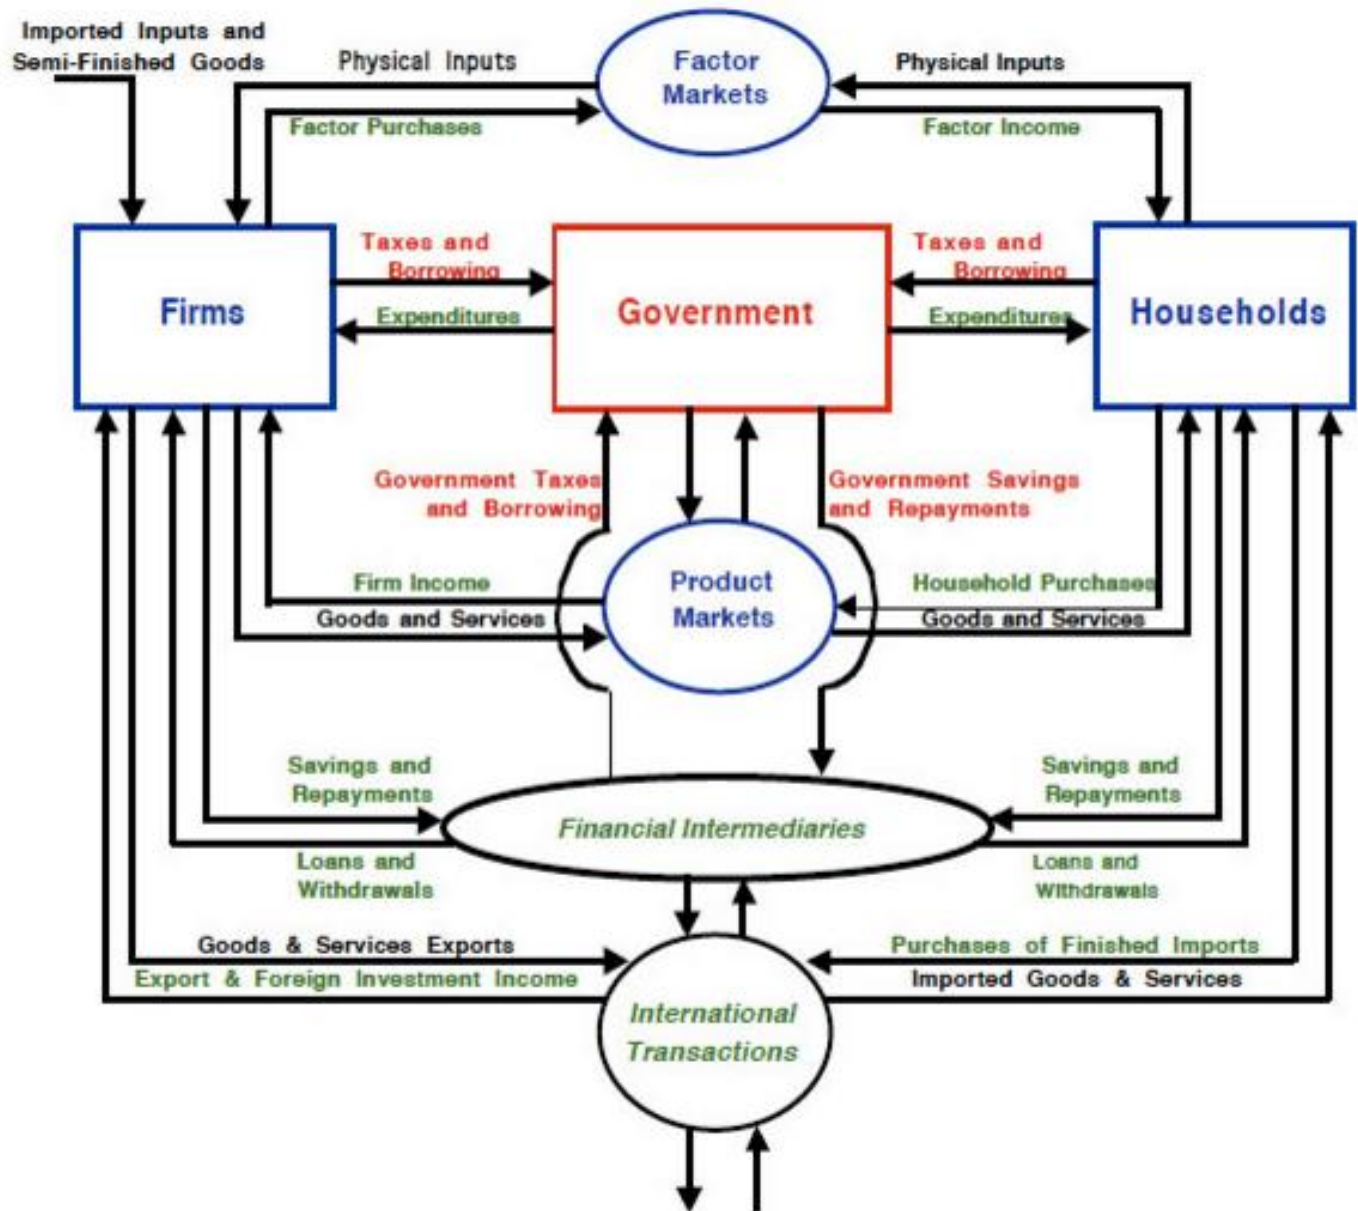 Imported Inputs and
Semi-Finished Goods
Physical Inputs
Factor Purchases
Factor
Markets
Physical Inputs
Factor Income
Firms
Taxes and
Borrowing
Expenditures
Government
Taxes and
Borrowing
Expenditures
Households
Government Taxes
and Borrowing
Government Savings
and Repayments
Firm Income
Goods and Services
Product
Markets
Household Purchases
Goods and Services
Savings and
Repayments
Loans and
Withdrawals
Financial Intermediaries
Savings and
Repayments
Loans and
Withdrawals
Goods & Services Exports
Export & Foreign Investment Income
Purchases of Finished Imports
Imported Goods & Services
International
Transactions